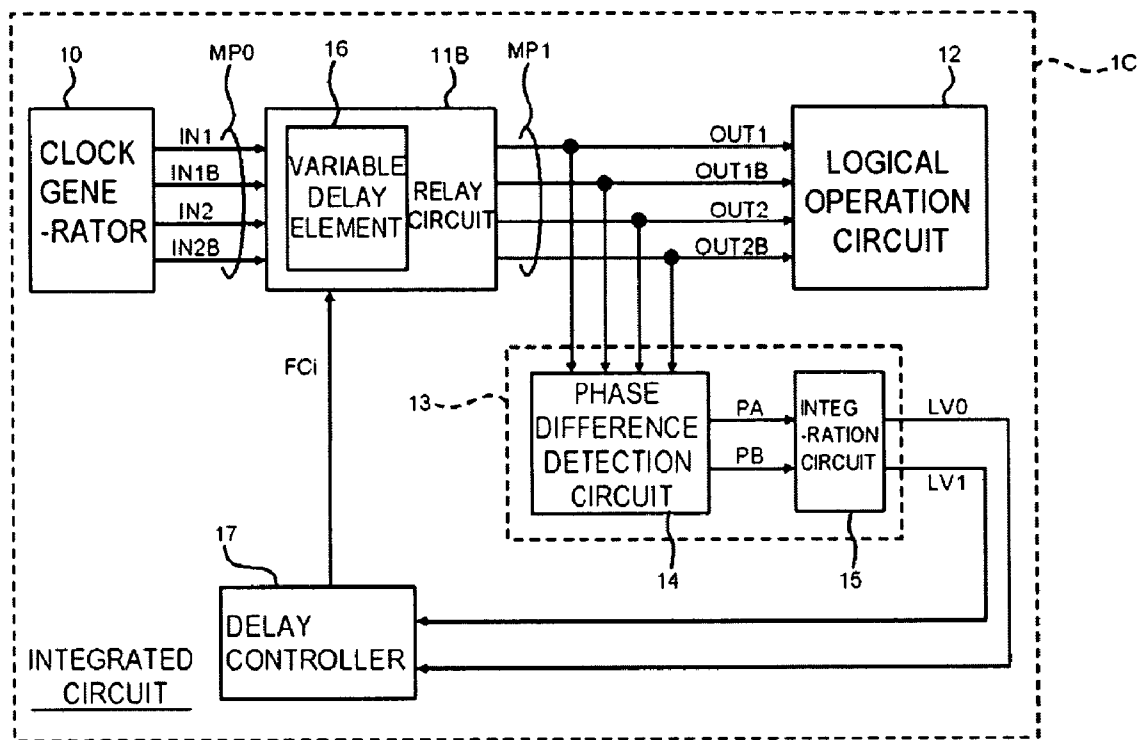 1C
10
MP0
16
11B
MP1
12
CLOCK
GENE
-RATOR
IN1
IN1B
IN2
IN2B
VARIABLE
DELAY
ELEMENT
RELAY
CIRCUIT
OUT1
OUT1B
OUT2
OUT2B
LOGICAL
OPERATION
CIRCUIT
FCi
13
PHASE
DIFFERENCE
DETECTION
CIRCUIT
PA
PB
INTEG
-RATION
CIRCUIT
LV0
LV1
14
15
17
DELAY
CONTROLLER
INTEGRATED
CIRCUIT